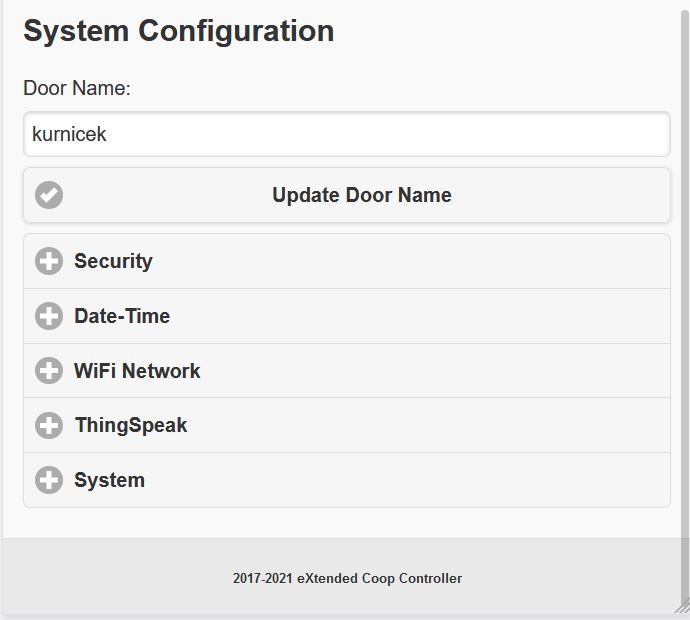 System Configuration
Door Name:
kurnicek
Update Door Name
Security
Date-Time
WiFi Network
ThingSpeak
System
2017-2021 eXtended Coop Controller